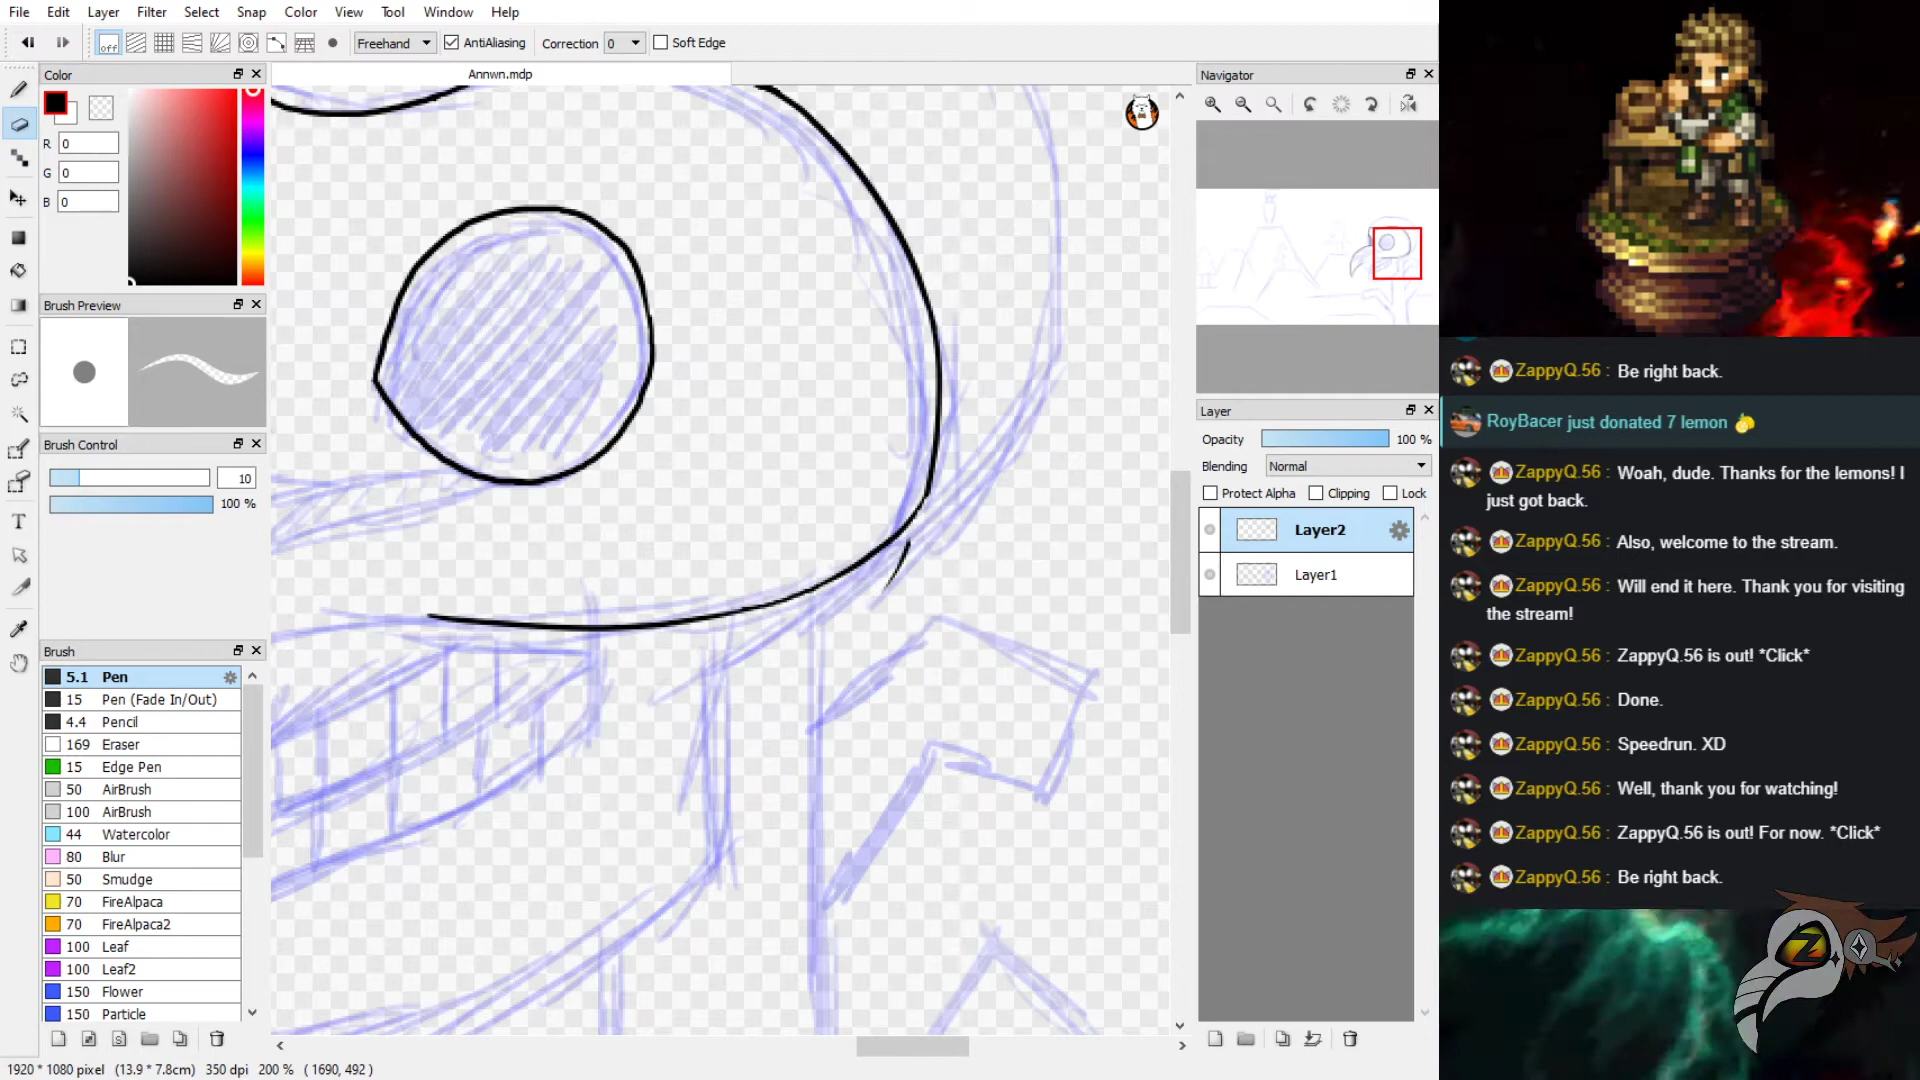 File Edit Layer Filter Select Snap Color View Tool Window Help
off Freehand AntiAliasing Correction 0 Soft Edge
Color
Annwn.mdp
Navigator
R 0
G 0
B 0
Brush Preview
Brush Control
10
100 %
Brush
5.1 Pen
15 Pen (Fade In/Out)
4.4 Pencil
169 Eraser
15 Edge Pen
50 AirBrush
100 AirBrush
44 Watercolor
80 Blur
50 Smudge
70 FireAlpaca
70 FireAlpaca2
100 Leaf
100 Leaf2
150 Flower
150 Particle
1920 * 1080 pixel (13.9 * 7.8cm) 350 dpi 200 % ( 1690, 492 )
Layer
Opacity 100 %
Blending Normal
Protect Alpha Clipping Lock
Layer2
Layer1
ZappyQ.56 : Be right back.
RoyBacer just donated 7 lemon
ZappyQ.56 : Woah, dude. Thanks for the lemons! I
just got back.
ZappyQ.56 : Also, welcome to the stream.
ZappyQ.56 : Will end it here. Thank you for visiting
the stream!
ZappyQ.56 : ZappyQ.56 is out! *Click*
ZappyQ.56 : Done.
ZappyQ.56 : Speedrun. XD
ZappyQ.56 : Well, thank you for watching!
ZappyQ.56 : ZappyQ.56 is out! For now. *Click*
ZappyQ.56 : Be right back.
Z